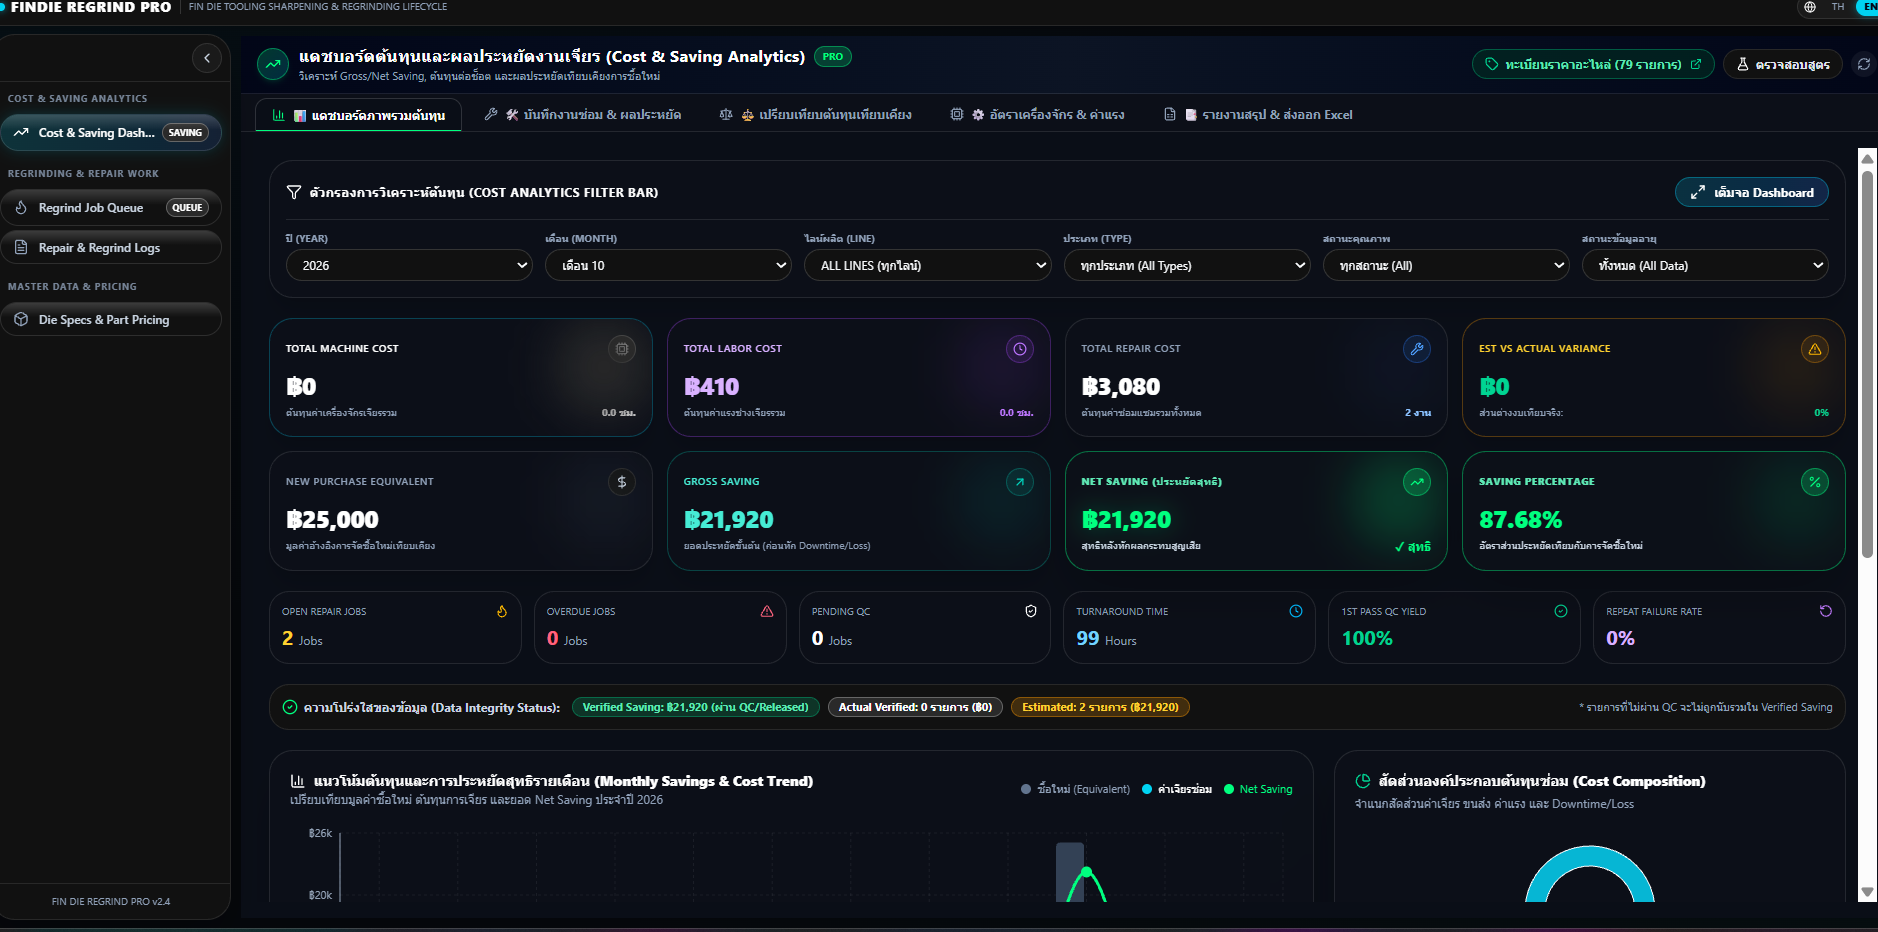 FINDIE REGRIND PRO
FIN DIE TOOLING SHARPENING & REGRINDING LIFECYCLE
TH
EN
COST & SAVING ANALYTICS
Cost & Saving Dash...
SAVING
REGRINDING & REPAIR WORK
Regrind Job Queue
QUEUE
Repair & Regrind Logs
MASTER DATA & PRICING
Die Specs & Part Pricing
FIN DIE REGRIND PRO v2.4
แดชบอร์ดต้นทุนและผลประหยัดงานเจียร (Cost & Saving Analytics)
PRO
วิเคราะห์ Gross/Net Saving, ต้นทุนต่อช็อต และผลประหยัดเทียบเคียงการซื้อใหม่
ทะเบียนราคาอะไหล่ (79 รายการ)
ตรวจสอบสูตร
แดชบอร์ดภาพรวมต้นทุน
บันทึกงานซ่อม & ผลประหยัด
เปรียบเทียบต้นทุนเทียบเคียง
อัตราเครื่องจักร & ค่าแรง
รายงานสรุป & ส่งออก Excel
ตัวกรองการวิเคราะห์ต้นทุน (COST ANALYTICS FILTER BAR)
เต็มจอ Dashboard
ปี (YEAR)
เดือน (MONTH)
ไลน์ผลิต (LINE)
ประเภท (TYPE)
สถานะคุณภาพ
สถานะข้อมูลอายุ
2026
เดือน 10
ALL LINES (ทุกไลน์)
ทุกประเภท (All Types)
ทุกสถานะ (All)
ทั้งหมด (All Data)
TOTAL MACHINE COST
฿0
ต้นทุนค่าเครื่องจักรเจียรรวม
0.0 ชม.
TOTAL LABOR COST
฿410
ต้นทุนค่าแรงช่างเจียรรวม
0.0 ชม.
TOTAL REPAIR COST
฿3,080
ต้นทุนค่าซ่อมแซมรวมทั้งหมด
2 งาน
EST VS ACTUAL VARIANCE
฿0
ส่วนต่างงบเทียบจริง:
0%
NEW PURCHASE EQUIVALENT
$
฿25,000
มูลค่าอ้างอิงการจัดซื้อใหม่เทียบเคียง
GROSS SAVING
฿21,920
ยอดประหยัดขั้นต้น (ก่อนหัก Downtime/Loss)
NET SAVING (ประหยัดสุทธิ)
฿21,920
สุทธิหลังหักผลกระทบสูญเสีย
✓ สุทธิ
SAVING PERCENTAGE
%
87.68%
อัตราส่วนประหยัดเทียบกับการจัดซื้อใหม่
OPEN REPAIR JOBS
2 Jobs
OVERDUE JOBS
0 Jobs
PENDING QC
0 Jobs
TURNAROUND TIME
99 Hours
1ST PASS QC YIELD
100%
REPEAT FAILURE RATE
0%
ความโปร่งใสของข้อมูล (Data Integrity Status):
Verified Saving: ฿21,920 (ผ่าน QC/Released)
Actual Verified: 0 รายการ (฿0)
Estimated: 2 รายการ (฿21,920)
* รายการที่ไม่ผ่าน QC จะไม่ถูกนับรวมใน Verified Saving
แนวโน้มต้นทุนและการประหยัดสุทธิรายเดือน (Monthly Savings & Cost Trend)
เปรียบเทียบมูลค่าซื้อใหม่ ต้นทุนการเจียร และยอด Net Saving ประจำปี 2026
ซื้อใหม่ (Equivalent)
ค่าเจียรซ่อม
Net Saving
฿26k
฿20k
สัดส่วนองค์ประกอบต้นทุนซ่อม (Cost Composition)
จำแนกสัดส่วนค่าเจียร ขนส่ง ค่าแรง และ Downtime/Loss